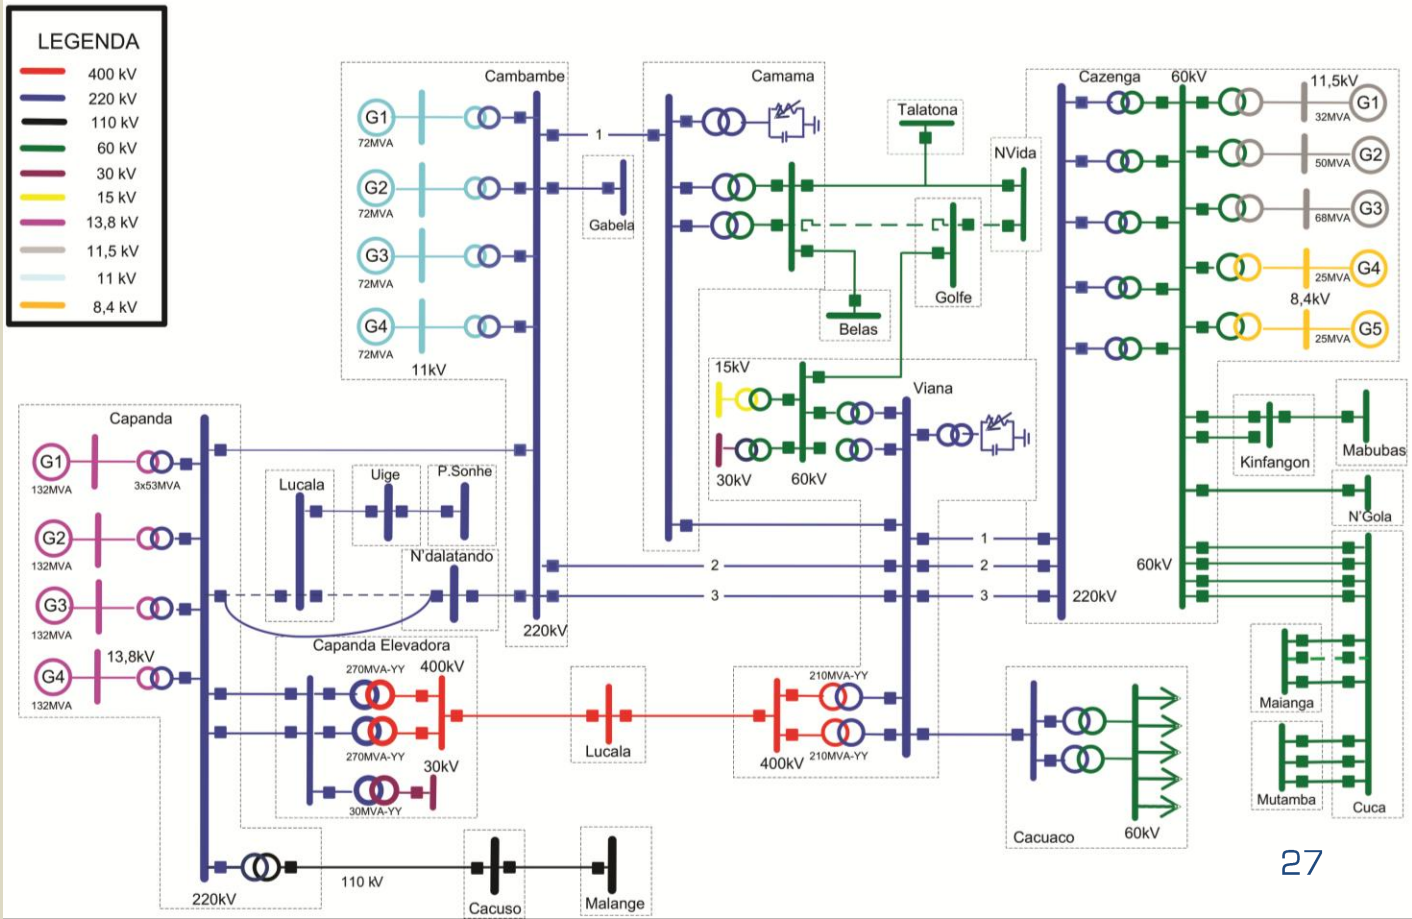 LEGENDA
400 kV
220 kV
110 kV
60 kV
30 kV
15 kV
13,8 kV
11,5 kV
11 kV
8,4 kV
Cambambe
G1
72MVA
G2
72MVA
G3
72MVA
G4
72MVA
11kV
220kV
1
Gabela
Camama
Talatona
NVida
Golfe
Belas
Cazenga
60kV
11,5kV
G1
32MVA
G2
50MVA
G3
68MVA
G4
25MVA
8,4kV
G5
25MVA
Viana
15kV
30kV
60kV
Kinfangon
Mabubas
N'Gola
60kV
220kV
1
2
2
3
3
Capanda
G1
132MVA
3x53MVA
G2
132MVA
G3
132MVA
G4
132MVA
13,8kV
Lucala
Uige
P.Sonhe
N'dalatando
Capanda Elevadora
270MVA-YY
400kV
270MVA-YY
30kV
30MVA-YY
Lucala
210MVA-YY
400kV
210MVA-YY
Cacuaco
60kV
Maianga
Mutamba
Cuca
220kV
110 kV
Cacuso
Malange
27